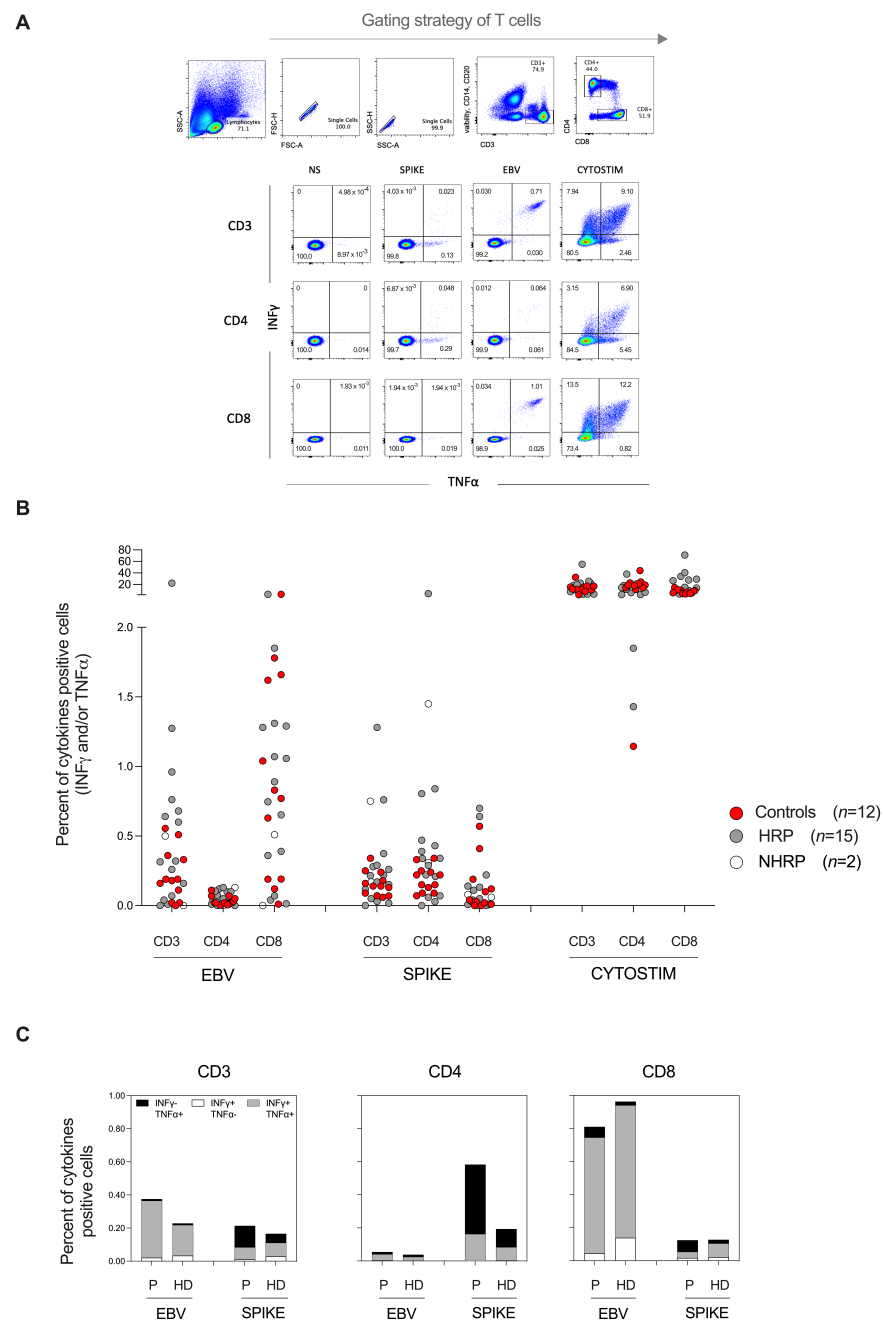 A
Gating strategy of T cells
SSC-A
Lymphocytes
71.1
FSC-H
Single Cells
100.0
FSC-A
SSC-H
Single Cells
99.9
SSC-A
vability, CD14, CD20
CD3+
74.9
CD3
CD4
CD4+
44.0
CD8+
51.9
CD8
NS SPIKE EBV CYTOSTIM
CD3
0 4.98 x 10⁻⁴ 4.03 x 10⁻³ 0.023 0.030 0.71 7.94 9.10
100.0 8.97 x 10⁻³ 99.8 0.13 99.2 0.030 80.5 2.46
CD4
INFγ
0 0 6.87 x 10⁻³ 0.048 0.012 0.064 3.15 6.90
100.0 0.014 99.7 0.29 99.9 0.061 84.5 5.45
CD8
0 1.93 x 10⁻³ 1.94 x 10⁻³ 1.94 x 10⁻³ 0.034 1.01 13.5 12.2
100.0 0.011 100.0 0.019 98.9 0.025 73.4 0.82
TNFα
B
Percent of cytokines positive cells
(INFγ and/or TNFα)
80
60
40
20
2.0
1.5
1.0
0.5
0.0
CD3 CD4 CD8 CD3 CD4 CD8 CD3 CD4 CD8
EBV SPIKE CYTOSTIM
Controls (n=12)
HRP (n=15)
NHRP (n=2)
C
CD3 CD4 CD8
Percent of cytokines
positive cells
1.00
0.80
0.60
0.40
0.20
0.00
INFγ- INFγ+ INFγ+
TNFα+ TNFα- TNFα+
P HD P HD P HD P HD P HD P HD
EBV SPIKE EBV SPIKE EBV SPIKE